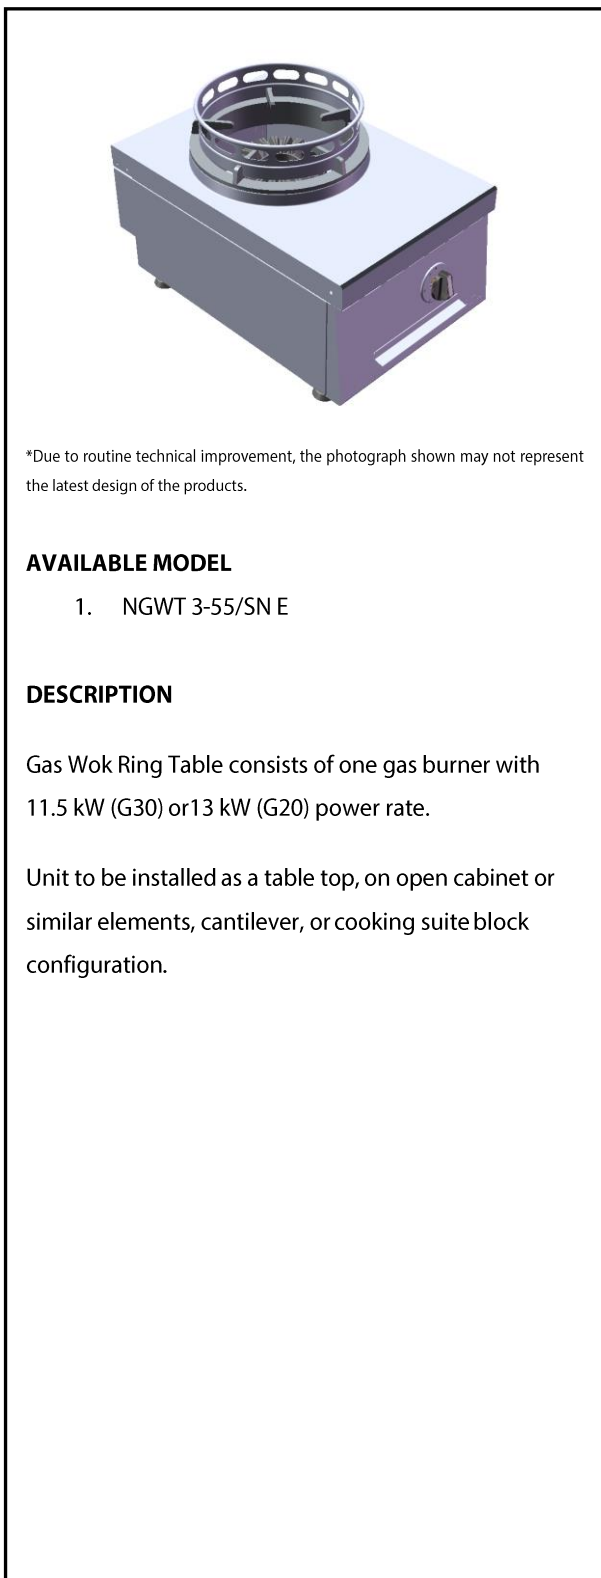 *Due to routine technical improvement, the photograph shown may not represent
the latest design of the products.
AVAILABLE MODEL
1. NGWT 3-55/SN E
DESCRIPTION
Gas Wok Ring Table consists of one gas burner with
11.5 kW (G30) or13 kW (G20) power rate.
Unit to be installed as a table top, on open cabinet or
similar elements, cantilever, or cooking suite block
configuration.